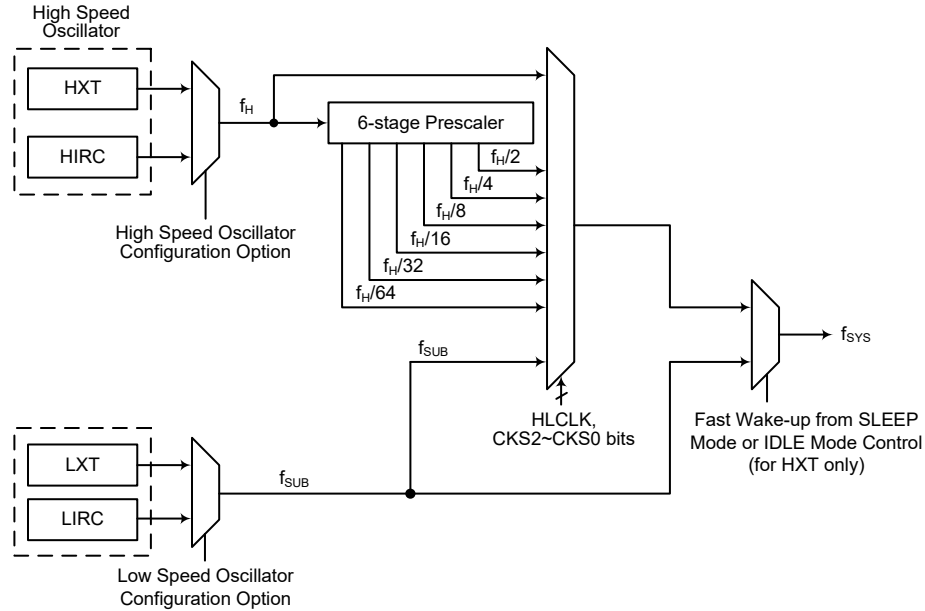 High Speed
Oscillator
HXT
HIRC
fH
6-stage Prescaler
fH/2
fH/4
fH/8
fH/16
fH/32
fH/64
High Speed Oscillator
Configuration Option
fSUB
fSYS
HLCLK,
CKS2~CKS0 bits
Fast Wake-up from SLEEP
Mode or IDLE Mode Control
(for HXT only)
LXT
LIRC
fSUB
Low Speed Oscillator
Configuration Option